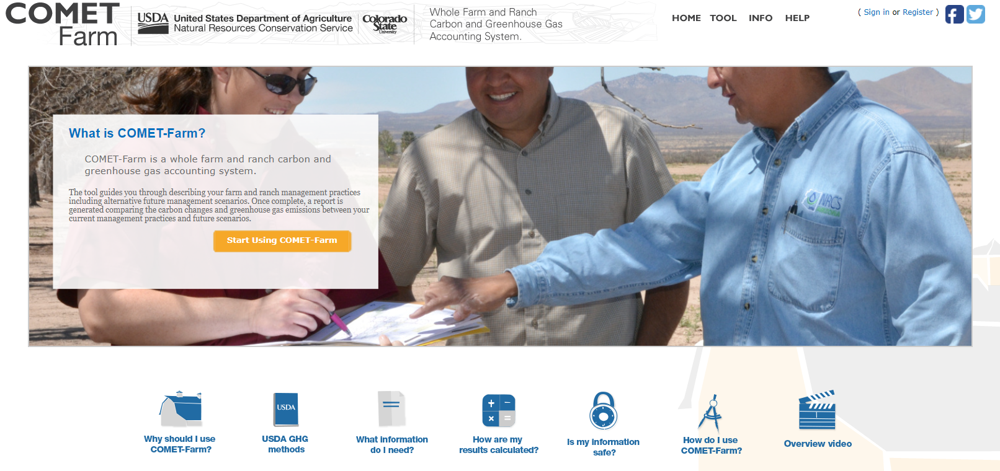 COMET
Farm
USDA
United States Department of Agriculture
Natural Resources Conservation Service
Colorado
State
University
Whole Farm and Ranch
Carbon and Greenhouse Gas
Accounting System.
HOME TOOL INFO HELP
( Sign in or Register )
What is COMET-Farm?
COMET-Farm is a whole farm and ranch carbon and
greenhouse gas accounting system.
The tool guides you through describing your farm and ranch management practices
including alternative future management scenarios. Once complete, a report is
generated comparing the carbon changes and greenhouse gas emissions between your
current management practices and future scenarios.
Start Using COMET-Farm
NRCS
USDA
Why should I use
COMET-Farm?
USDA GHG
methods
What information
do I need?
How are my
results calculated?
Is my information
safe?
How do I use
COMET-Farm?
Overview video